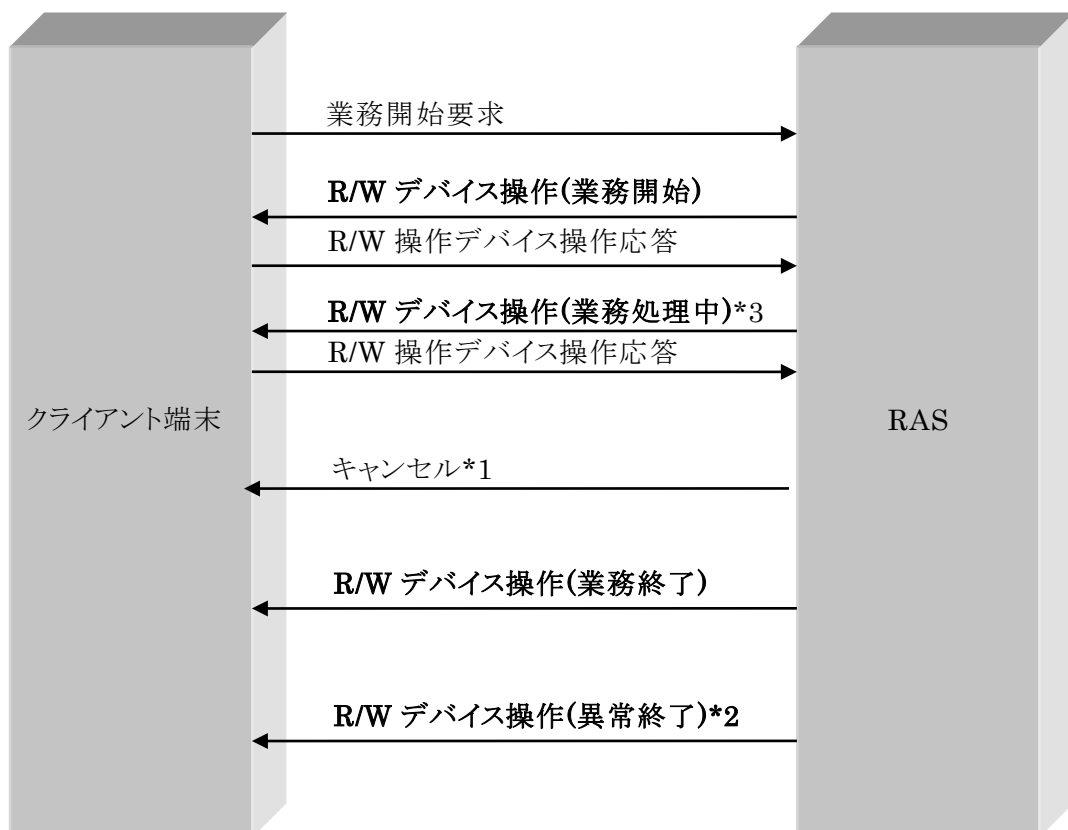 業務開始要求
R/W デバイス操作(業務開始)
R/W 操作デバイス操作応答
R/W デバイス操作(業務処理中)*3
R/W 操作デバイス操作応答
クライアント端末
RAS
キャンセル*1
R/W デバイス操作(業務終了)
R/W デバイス操作(異常終了)*2